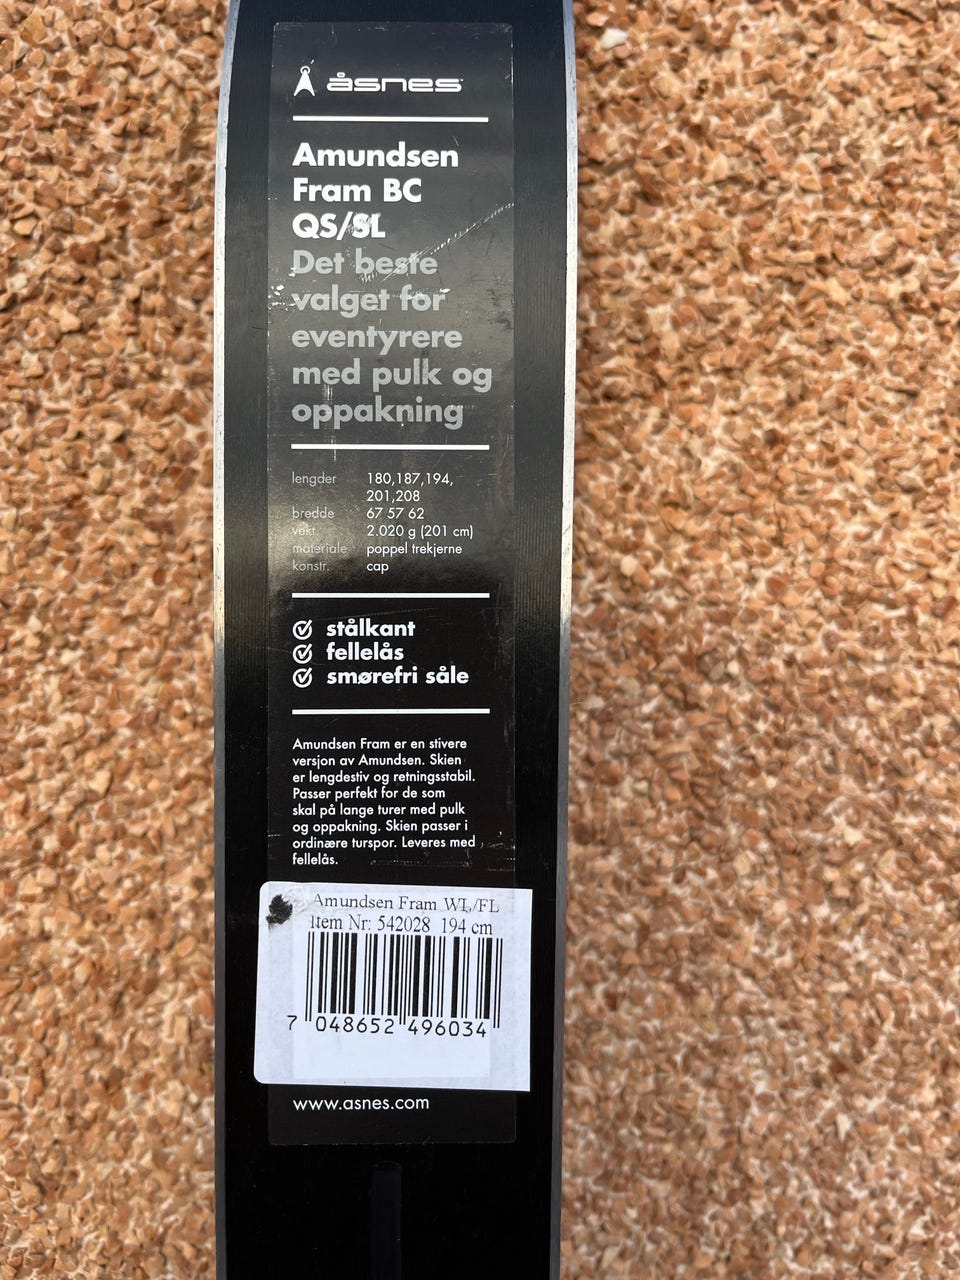 åsnes
Amundsen
Fram BC
QS/SL
Det beste
valget for
eventyrere
med pulk og
oppakning
lengder 180,187,194,
201,208
bredde 67 57 62
vekt 2.020 g (201 cm)
materiale poppel trekjerne
konstr. cap
stålkant
fellelås
smørefri såle
Amundsen Fram er en stivere
versjon av Amundsen. Skien
er lengdestiv og retningsstabil.
Passer perfekt for de som
skal på lange turer med pulk
og oppakning. Skien passer i
ordinære turspor. Leveres med
fellelås.
Amundsen Fram WL/FL
Item Nr: 542028 194 cm
7 048652 496034
www.asnes.com